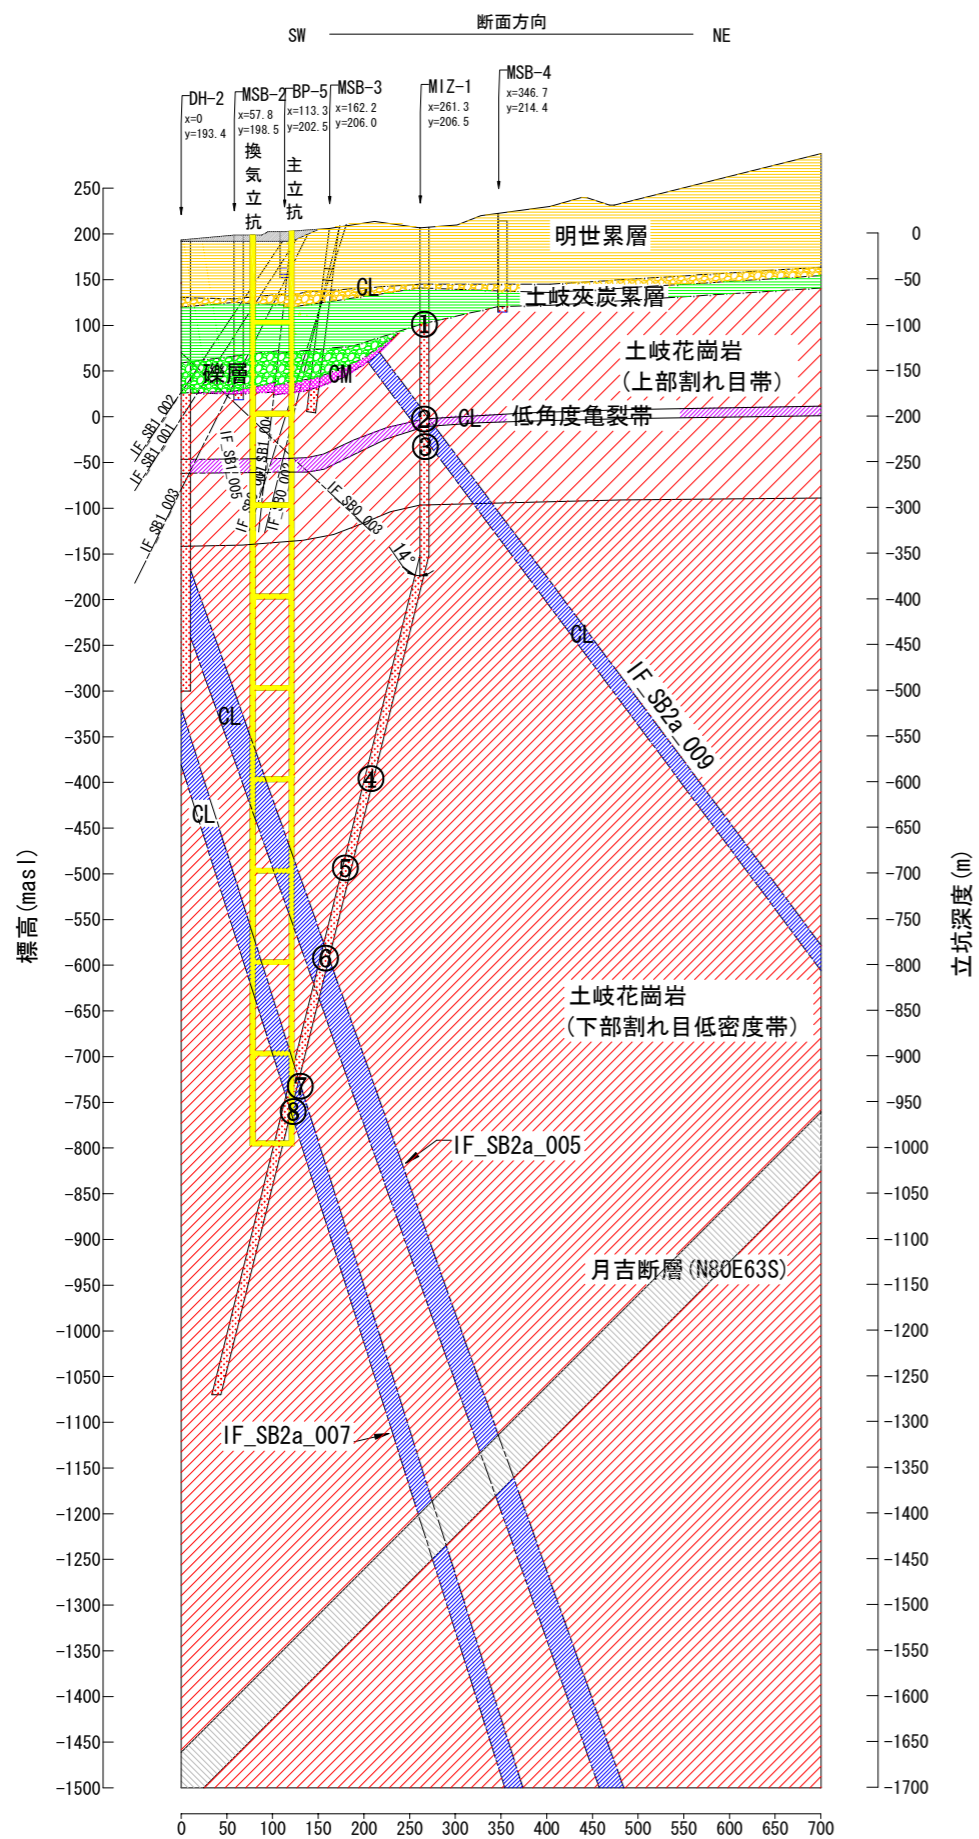 断面方向
SW
NE
DH-2
x=0
y=193.4
MSB-2
x=57.8
y=198.5
BP-5
x=113.3
y=202.5
MSB-3
x=162.2
y=206.0
MIZ-1
x=261.3
y=206.5
MSB-4
x=346.7
y=214.4
換気立坑
主立坑
明世累層
CL
土岐夾炭累層
①
土岐花崗岩
(上部割れ目帯)
礫層
CM
②
CL
低角度亀裂帯
③
IF_SB1_002
IF_SB1_001
IF_SB1_003
IF_SB1_005
IF_SB0_003
14°
CL
IF_SB2a_009
CL
④
CL
⑤
⑥
土岐花崗岩
(下部割れ目低密度帯)
⑦
⑧
IF_SB2a_005
月吉断層(N80E63S)
IF_SB2a_007
標高(masl)
250
200
150
100
50
0
-50
-100
-150
-200
-250
-300
-350
-400
-450
-500
-550
-600
-650
-700
-750
-800
-850
-900
-950
-1000
-1050
-1100
-1150
-1200
-1250
-1300
-1350
-1400
-1450
-1500
立坑深度(m)
0
-50
-100
-150
-200
-250
-300
-350
-400
-450
-500
-550
-600
-650
-700
-750
-800
-850
-900
-950
-1000
-1050
-1100
-1150
-1200
-1250
-1300
-1350
-1400
-1450
-1500
-1550
-1600
-1650
-1700
0 50 100 150 200 250 300 350 400 450 500 550 600 650 700